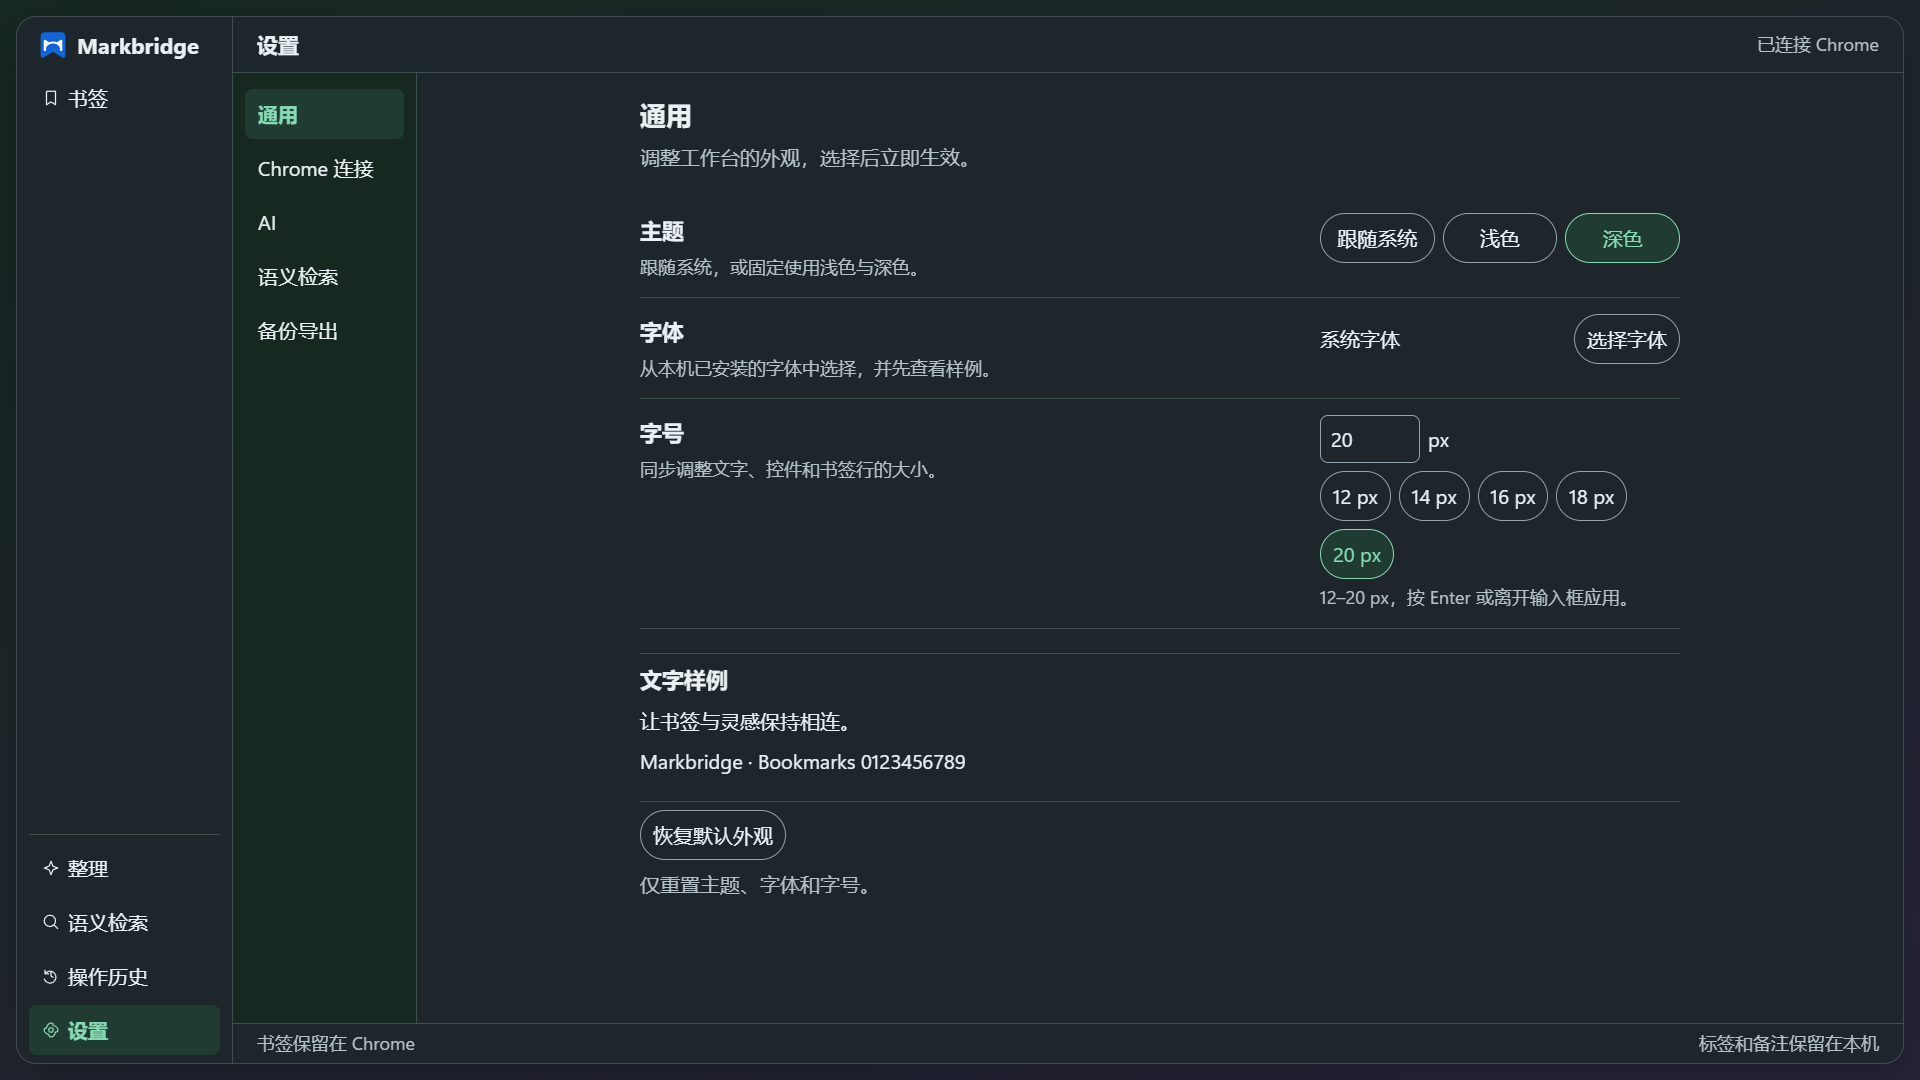 Markbridge
书签
整理
语义检索
操作历史
设置
设置
已连接 Chrome
通用
Chrome 连接
AI
语义检索
备份导出
通用
调整工作台的外观，选择后立即生效。
主题
跟随系统，或固定使用浅色与深色。
跟随系统
浅色
深色
字体
从本机已安装的字体中选择，并先查看样例。
系统字体
选择字体
字号
同步调整文字、控件和书签行的大小。
20 px
12 px
14 px
16 px
18 px
20 px
12–20 px，按 Enter 或离开输入框应用。
文字样例
让书签与灵感保持相连。
Markbridge · Bookmarks 0123456789
恢复默认外观
仅重置主题、字体和字号。
书签保留在 Chrome
标签和备注保留在本机